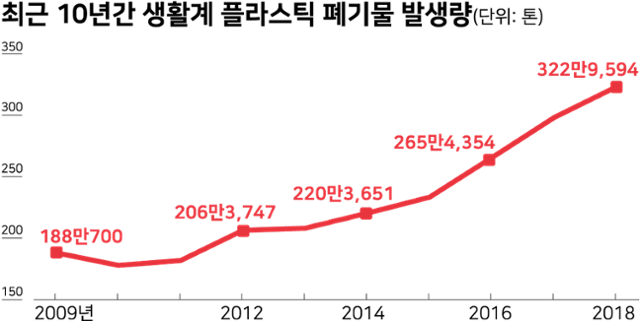 최근 10년간 생활계 플라스틱 폐기물 발생량(단위: 톤)
350
322만9,594
300
265만4,354
250
220만3,651
206만3,747
200
188만700
150
2009년 2012 2014 2016 2018